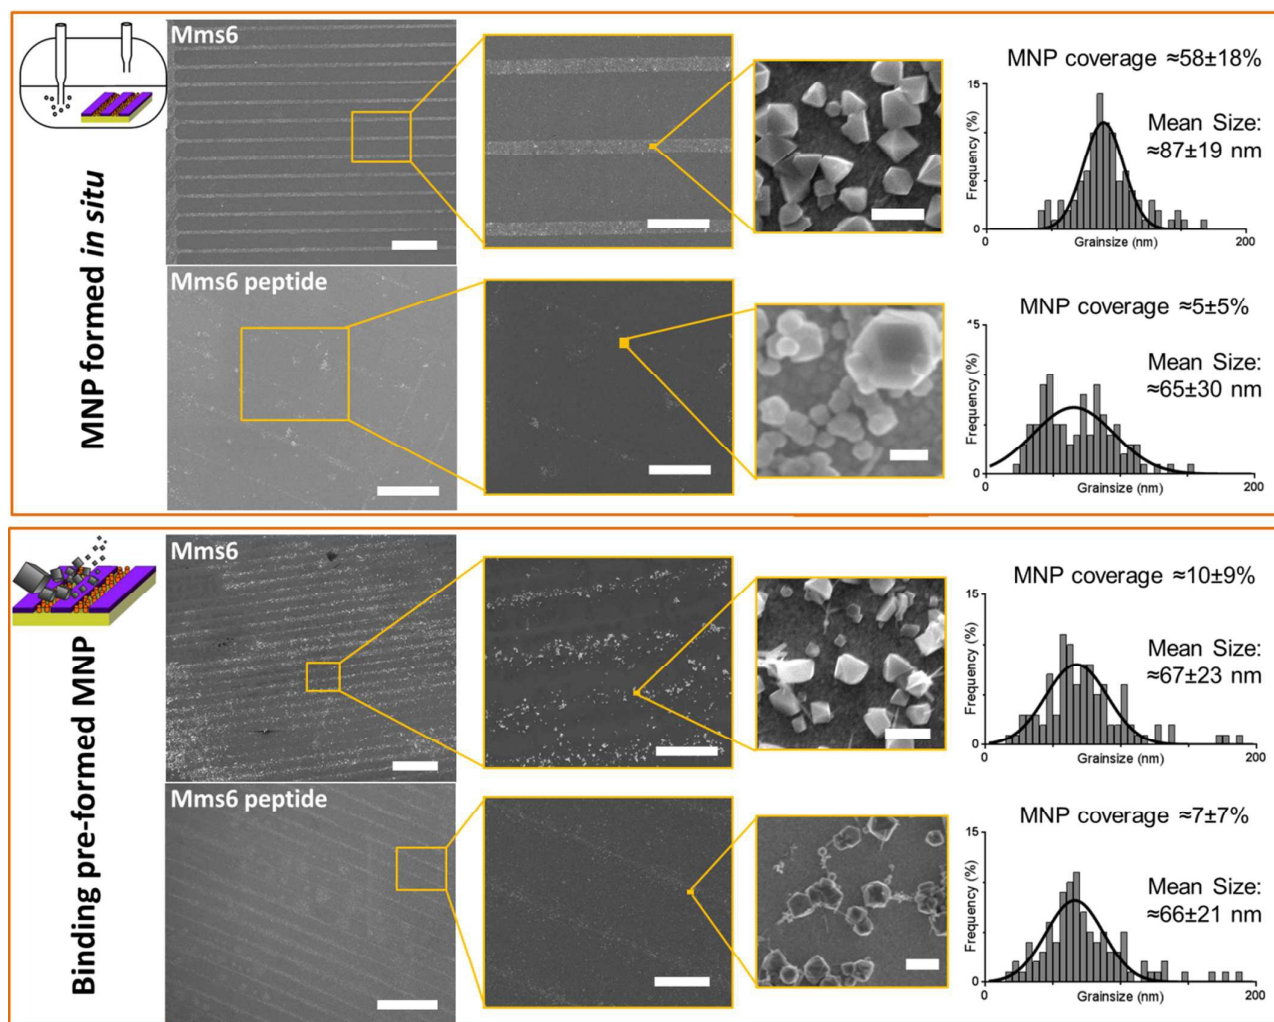 MNP formed in situ
Mms6
MNP coverage ≈58±18%
Mean Size:
≈87±19 nm
15
Frequency (%)
0
0
Grainsize (nm)
200
Mms6 peptide
MNP coverage ≈5±5%
Mean Size:
≈65±30 nm
Frequency (%)
0
0
Grainsize (nm)
200
Binding pre-formed MNP
Mms6
MNP coverage ≈10±9%
Mean Size:
≈67±23 nm
15
Frequency (%)
0
0
Grainsize (nm)
200
Mms6 peptide
MNP coverage ≈7±7%
Mean Size:
≈66±21 nm
15
Frequency (%)
0
0
Grainsize (nm)
200